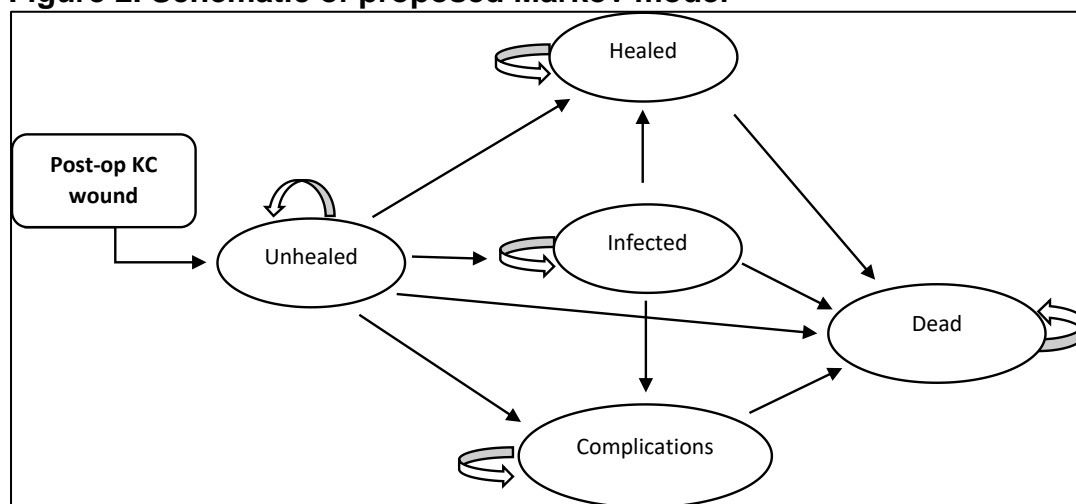 Figure 2. Schematic of proposed Markov model
Healed
Post-op KC
wound
Infected
Unhealed
Dead
Complications